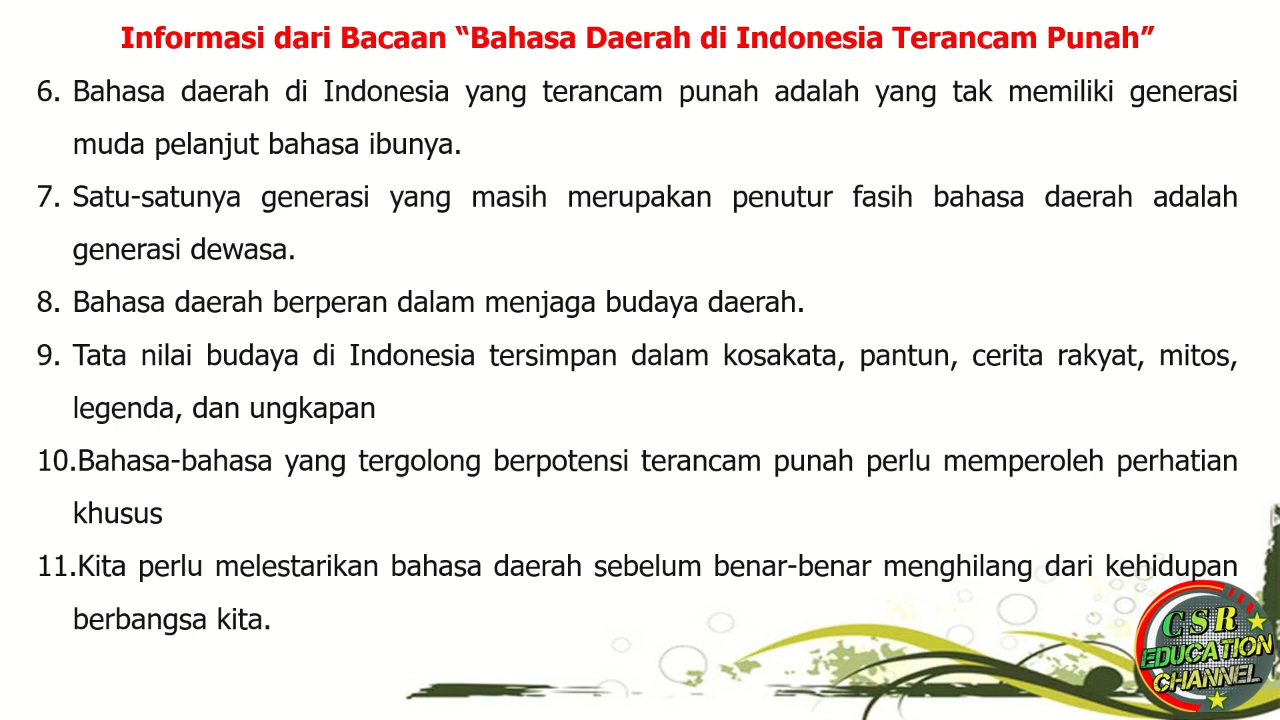 Informasi dari Bacaan “Bahasa Daerah di Indonesia Terancam Punah”
6. Bahasa daerah di Indonesia yang terancam punah adalah yang tak memiliki generasi
muda pelanjut bahasa ibunya.
7. Satu-satunya generasi yang masih merupakan penutur fasih bahasa daerah adalah
generasi dewasa.
8. Bahasa daerah berperan dalam menjaga budaya daerah.
9. Tata nilai budaya di Indonesia tersimpan dalam kosakata, pantun, cerita rakyat, mitos,
legenda, dan ungkapan
10.Bahasa-bahasa yang tergolong berpotensi terancam punah perlu memperoleh perhatian
khusus
11.Kita perlu melestarikan bahasa daerah sebelum benar-benar menghilang dari kehidupan
berbangsa kita.
CSR
EDUCATION
CHANNEL